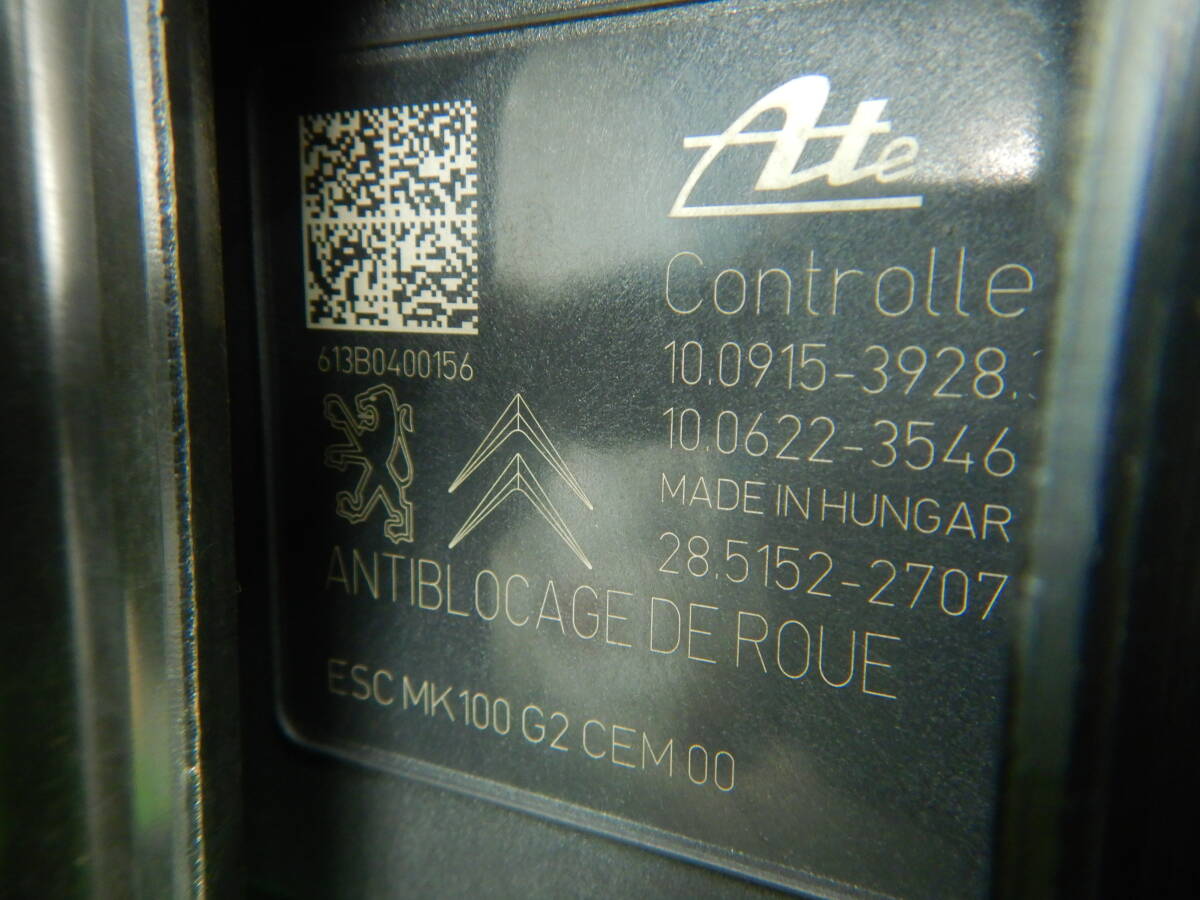 Ate
Controlle
10.0915-3928.
10.0622-3546
MADE IN HUNGAR
28.5152-2707
613B0400156
ANTIBLOCAGE DE ROUE
ESC MK100 G2 CEM 00